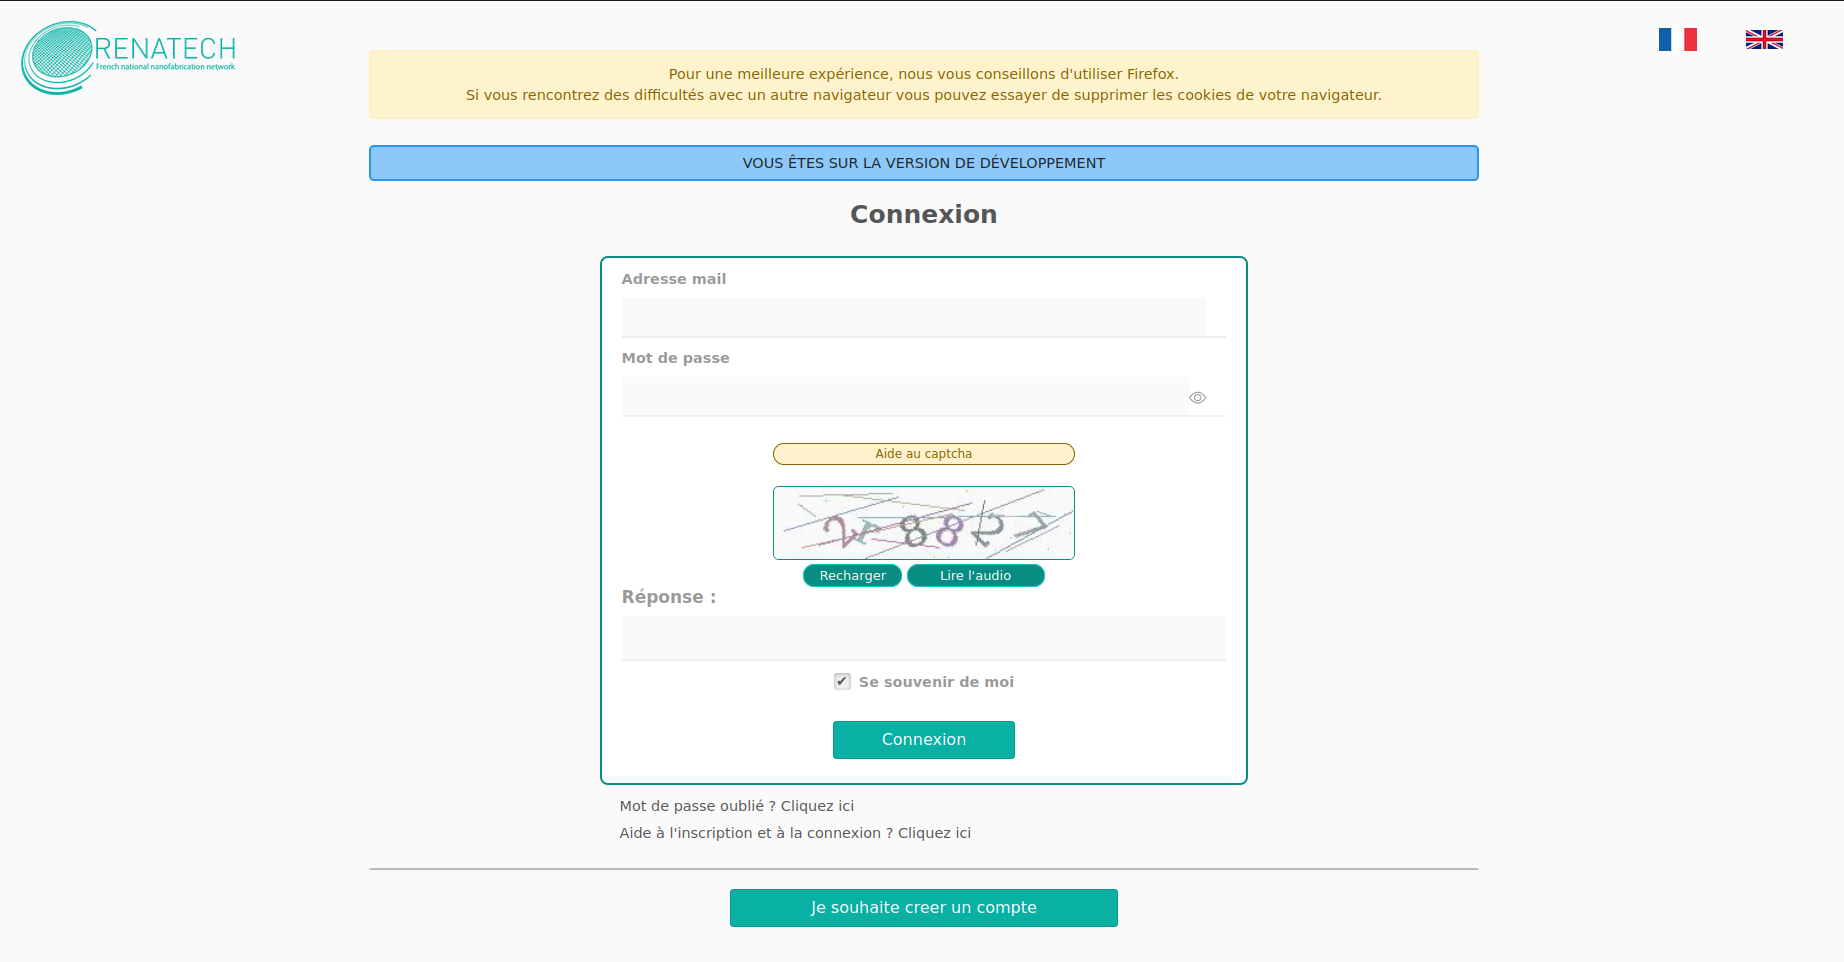 RENATECH
French national nanofabrication network
Pour une meilleure expérience, nous vous conseillons d'utiliser Firefox.
Si vous rencontrez des difficultés avec un autre navigateur vous pouvez essayer de supprimer les cookies de votre navigateur.
VOUS ÊTES SUR LA VERSION DE DÉVELOPPEMENT
Connexion
Adresse mail
Mot de passe
Aide au captcha
Recharger
Lire l'audio
Réponse :
Se souvenir de moi
Connexion
Mot de passe oublié ? Cliquez ici
Aide à l'inscription et à la connexion ? Cliquez ici
Je souhaite creer un compte